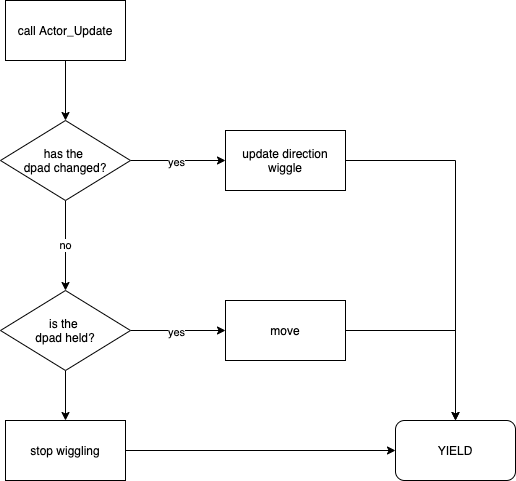 call Actor_Update
has the
dpad changed?
yes
update direction
wiggle
no
is the
dpad held?
yes
move
stop wiggling
YIELD